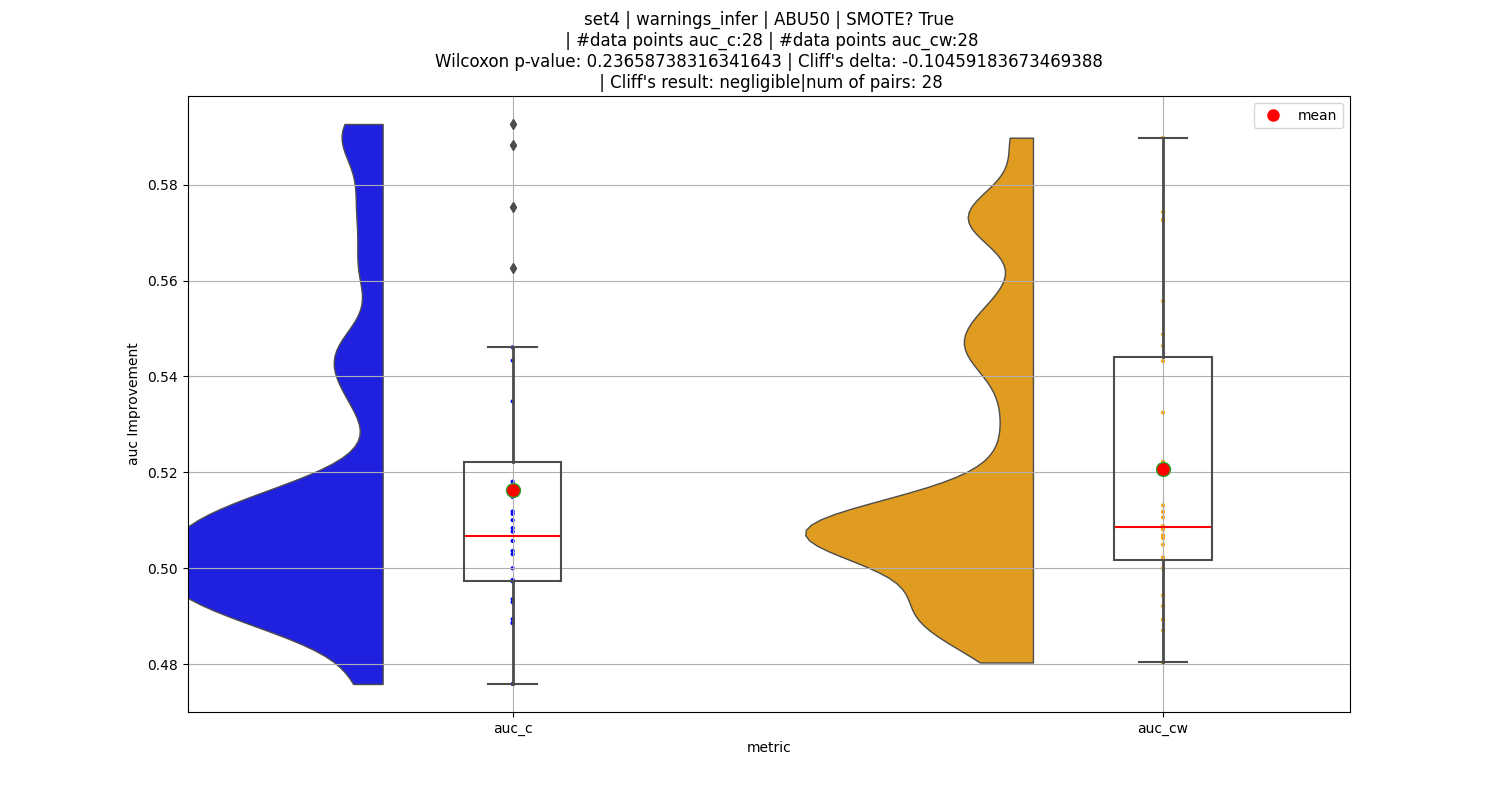 set4 | warnings_infer | ABU50 | SMOTE? True
| #data points auc_c:28 | #data points auc_cw:28
Wilcoxon p-value: 0.23658738316341643 | Cliff's delta: -0.10459183673469388
| Cliff's result: negligible|num of pairs: 28
mean
0.58
0.56
0.54
0.52
0.50
0.48
auc Improvement
auc_c
auc_cw
metric